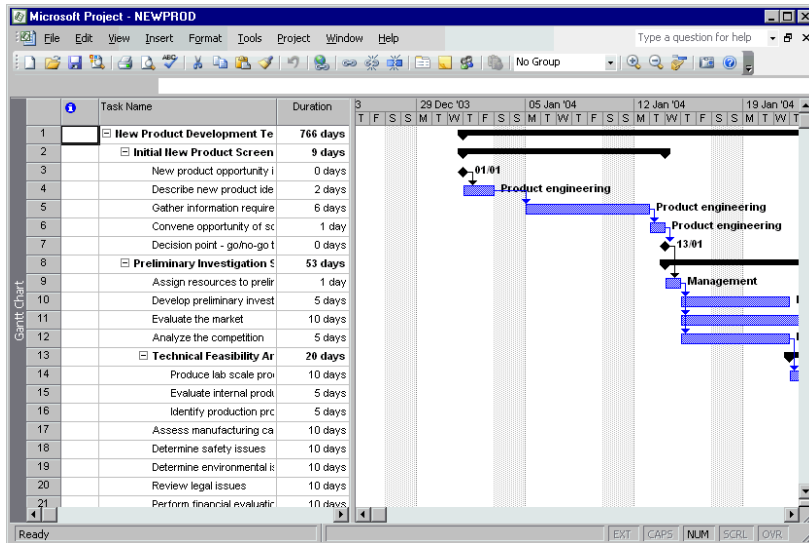 Microsoft Project - NEWPROD
File Edit View Insert Format Tools Project Window Help Type a question for help
No Group
Task Name Duration 3 29 Dec '03 05 Jan '04 12 Jan '04 19 Jan '04
T F S S M T W T F S S M T W T F S S M T W T F S S M T W T
1 New Product Development Te 766 days
2 Initial New Product Screen 9 days
3 New product opportunity i 0 days 01/01
4 Describe new product ide 2 days Product engineering
5 Gather information require 6 days Product engineering
6 Convene opportunity of sc 1 day Product engineering
7 Decision point - go/no-go t 0 days 13/01
8 Preliminary Investigation S 53 days
9 Assign resources to prelir 1 day Management
10 Develop preliminary invest 5 days
11 Evaluate the market 10 days
12 Analyze the competition 5 days
13 Technical Feasibility Ar 20 days
14 Produce lab scale pro 10 days
15 Evaluate internal produ 5 days
16 Identify production pro 5 days
17 Assess manufacturing ca 10 days
18 Determine safety issues 10 days
19 Determine environmental is 10 days
20 Review legal issues 10 days
21 Perform financial evaluatic 10 days
Gantt Chart
Ready EXT CAPS NUM SCRL OVR